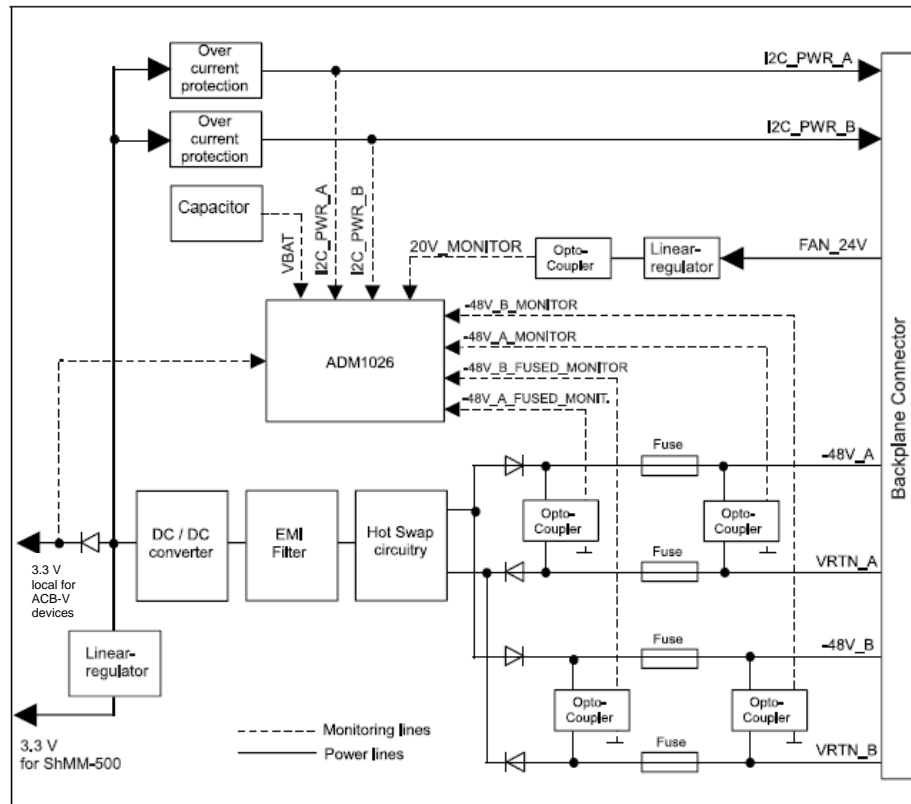 Over
current
protection
I2C_PWR_A
Over
current
protection
I2C_PWR_B
Capacitor
VBAT
I2C_PWR_A
I2C_PWR_B
20V_MONITOR
Opto-
Coupler
Linear-
regulator
FAN_24V
Backplane Connector
ADM1026
-48V_B_MONITOR
-48V_A_MONITOR
-48V_B_FUSED_MONITOR
-48V_A_FUSED_MONIT.
Fuse
-48V_A
DC / DC
converter
EMI
Filter
Hot Swap
circuitry
Opto-
Coupler
Opto-
Coupler
3.3 V
local for
ACB-V
devices
Fuse
VRTN_A
Linear-
regulator
Fuse
-48V_B
Opto-
Coupler
Opto-
Coupler
Monitoring lines
Power lines
3.3 V
for ShMM-500
Fuse
VRTN_B